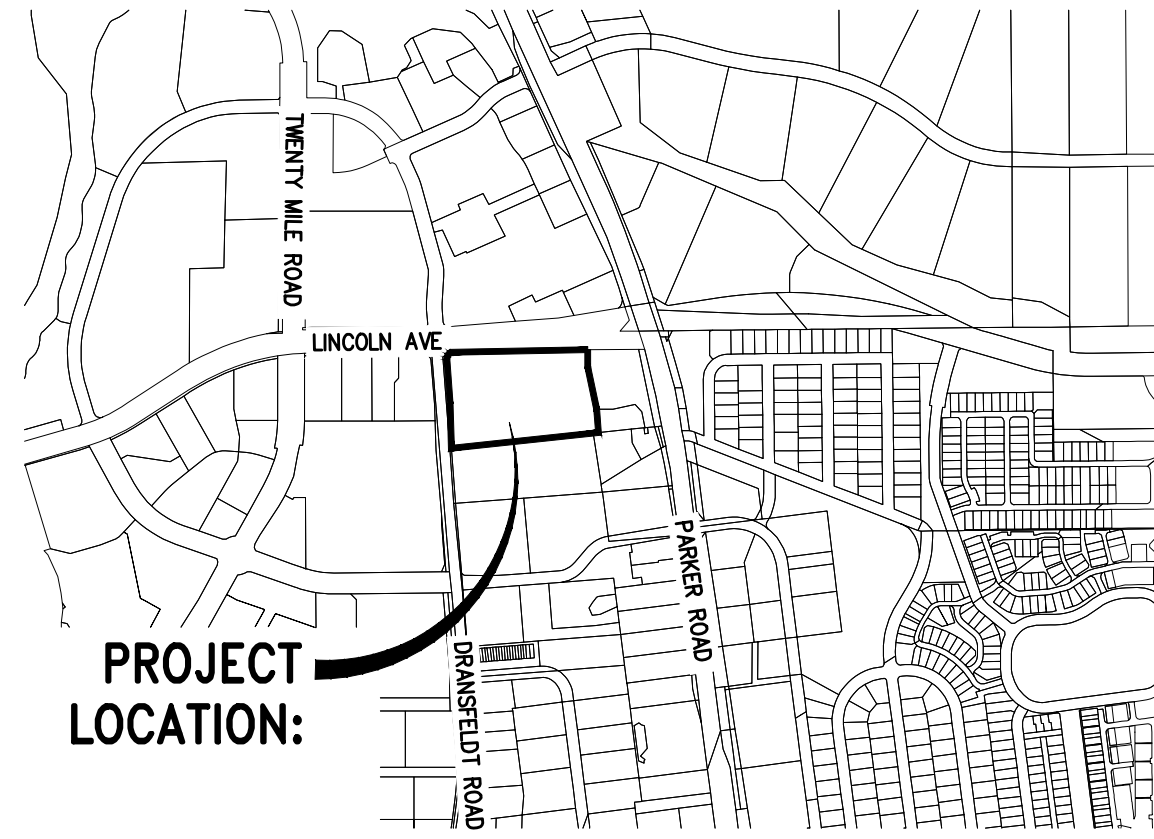 TWENTY MILE ROAD
LINCOLN AVE
PARKER ROAD
PROJECT
LOCATION:
DRANSFELDT ROAD